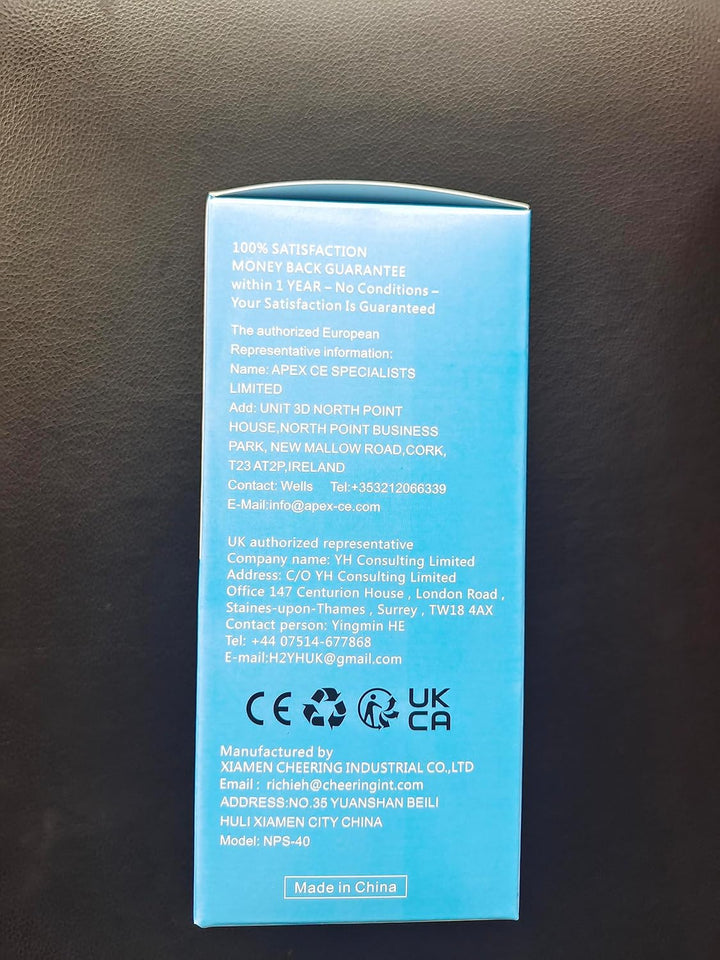 100% SATISFACTION
MONEY BACK GUARANTEE
within 1 YEAR – No Conditions –
Your Satisfaction Is Guaranteed
The authorized European
Representative information:
Name: APEX CE SPECIALISTS
LIMITED
Add: UNIT 3D NORTH POINT
HOUSE,NORTH POINT BUSINESS
PARK, NEW MALLOW ROAD,CORK,
T23 AT2P,IRELAND
Contact: Wells Tel:+353212066339
E-Mail:info@apex-ce.com
UK authorized representative
Company name: YH Consulting Limited
Address: C/O YH Consulting Limited
Office 147 Centurion House , London Road ,
Staines-upon-Thames , Surrey , TW18 4AX
Contact person: Yingmin HE
Tel: +44 07514-677868
E-mail:H2YHUK@gmail.com
CE UK
CA
Manufactured by
XIAMEN CHEERING INDUSTRIAL CO.,LTD
Email : richieh@cheeringint.com
ADDRESS:NO.35 YUANSHAN BEILI
HULI XIAMEN CITY CHINA
Model: NPS-40
Made in China